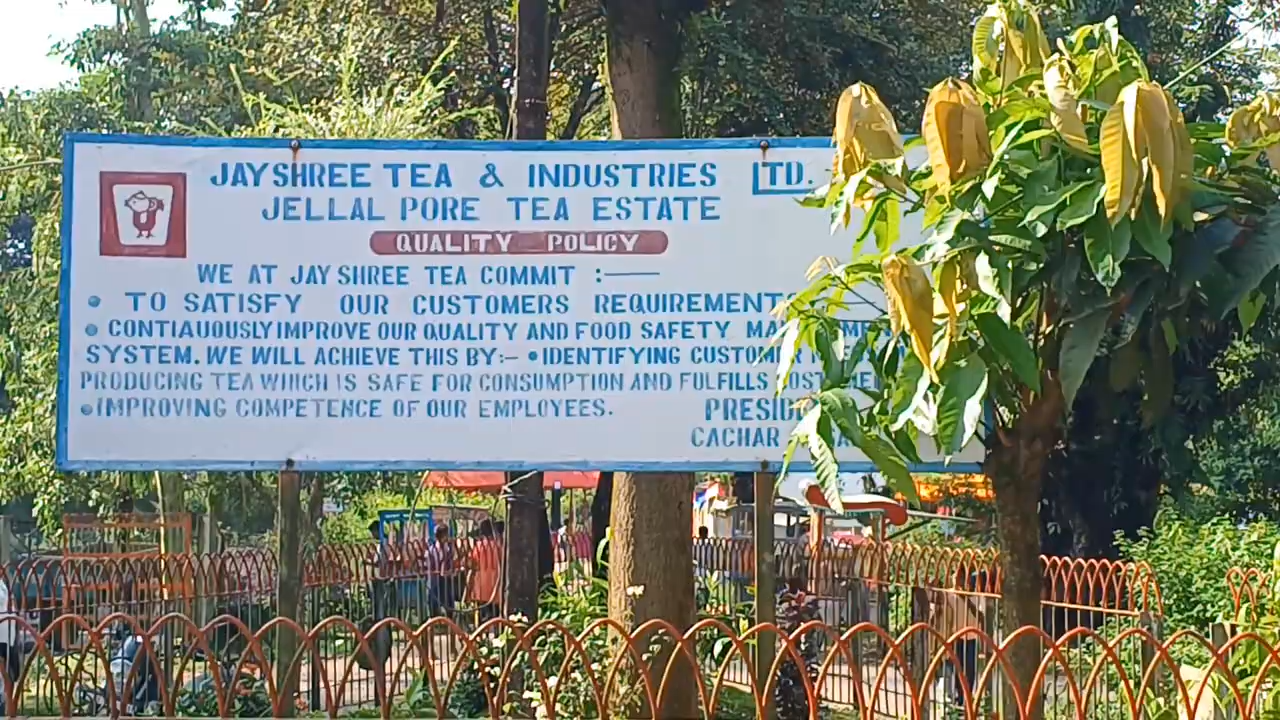 JAYSHREE TEA & INDUSTRIES LTD.
JELLAL PORE TEA ESTATE
QUALITY POLICY
WE AT JAY SHREE TEA COMMIT :—
• TO SATISFY OUR CUSTOMERS REQUIREMENTS
• CONTIAUOUSLY IMPROVE OUR QUALITY AND FOOD SAFETY
SYSTEM. WE WILL ACHIEVE THIS BY:– • IDENTIFYING CUSTOMER
PRODUCING TEA WHICH IS SAFE FOR CONSUMPTION AND FULFILLS
• IMPROVING COMPETENCE OF OUR EMPLOYEES.
CACHAR